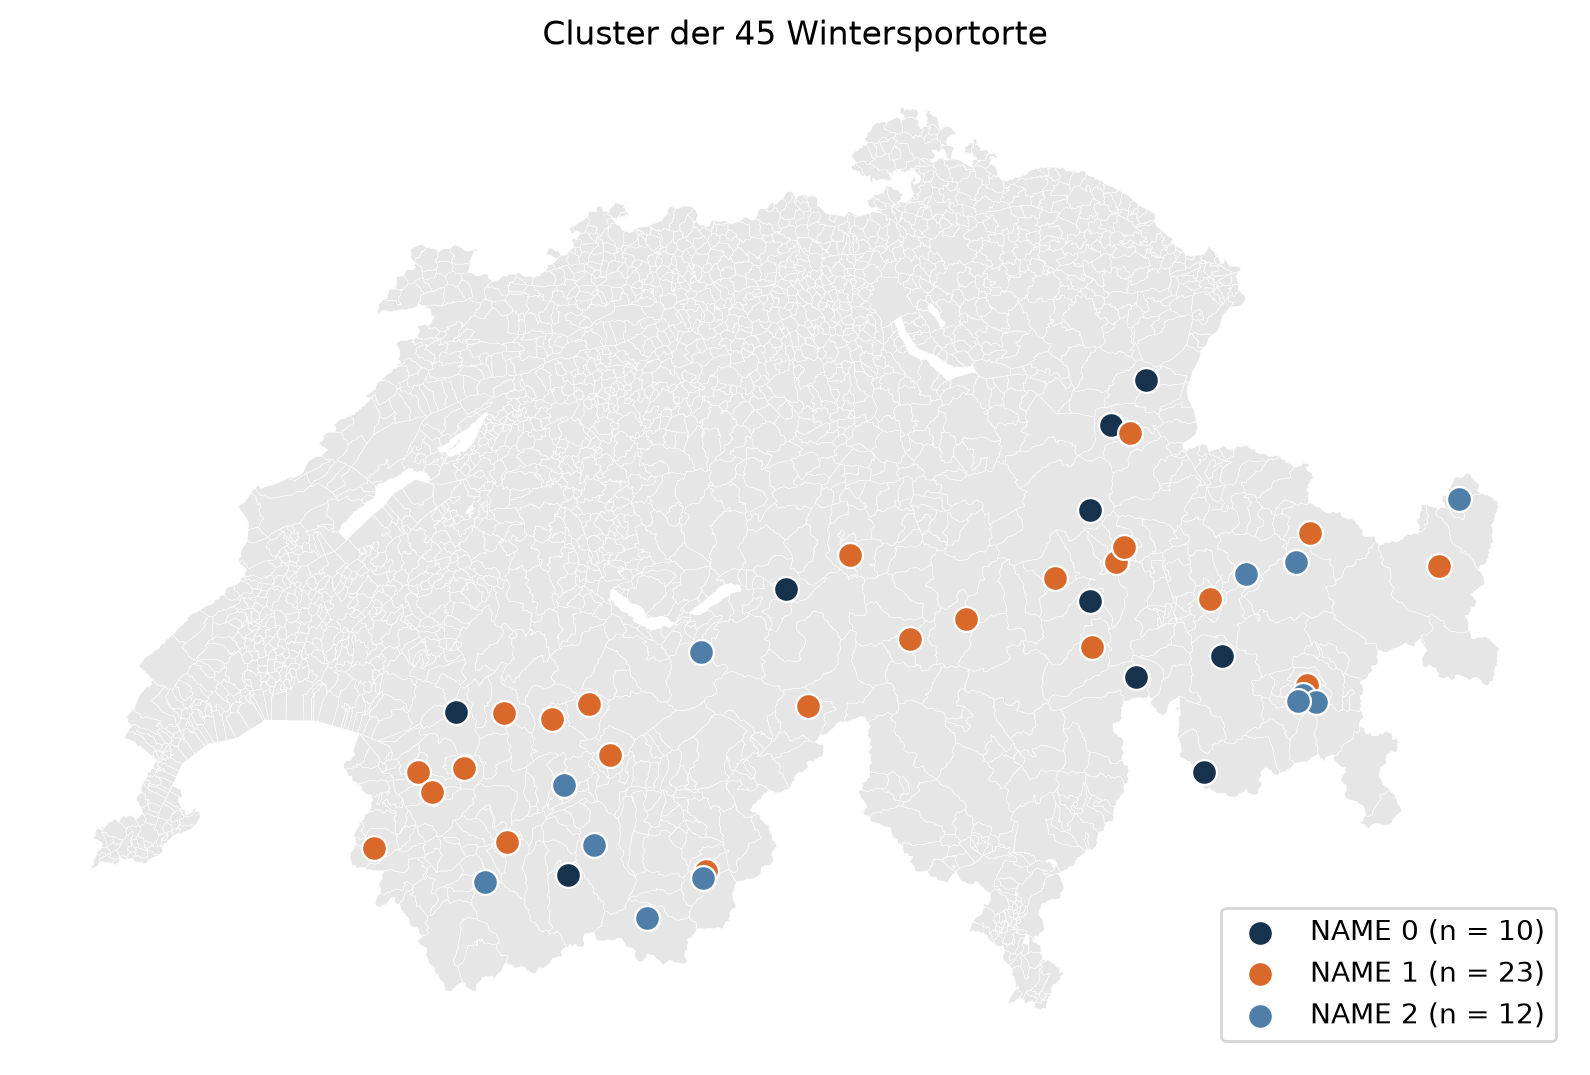 Cluster der 45 Wintersportorte
NAME 0 (n = 10)
NAME 1 (n = 23)
NAME 2 (n = 12)